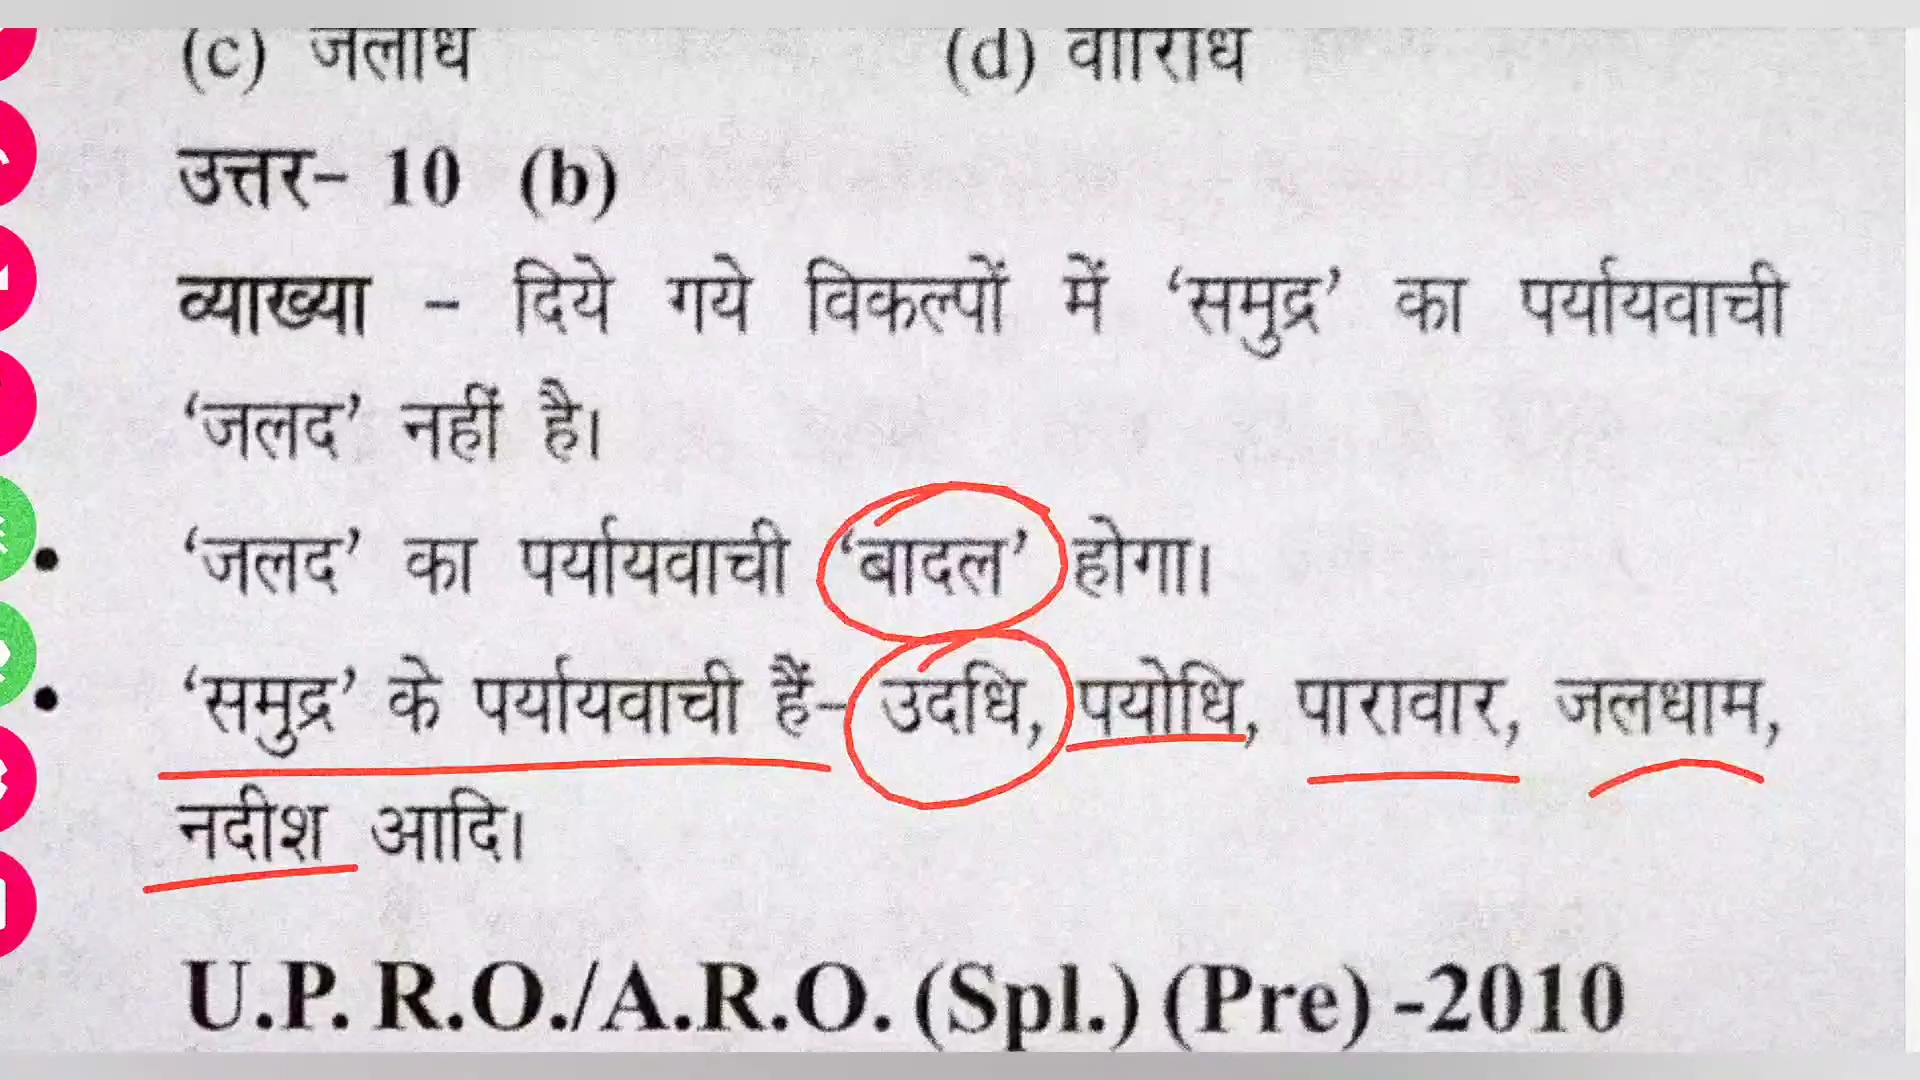 (c) जलधि (d) वारिधि
उत्तर– 10 (b)
व्याख्या – दिये गये विकल्पों में ‘समुद्र’ का पर्यायवाची
‘जलद’ नहीं है।
• ‘जलद’ का पर्यायवाची ‘बादल’ होगा।
• ‘समुद्र’ के पर्यायवाची हैं– उदधि, पयोधि, पारावार, जलधाम,
नदीश आदि।
U.P. R.O./A.R.O. (Spl.) (Pre) -2010